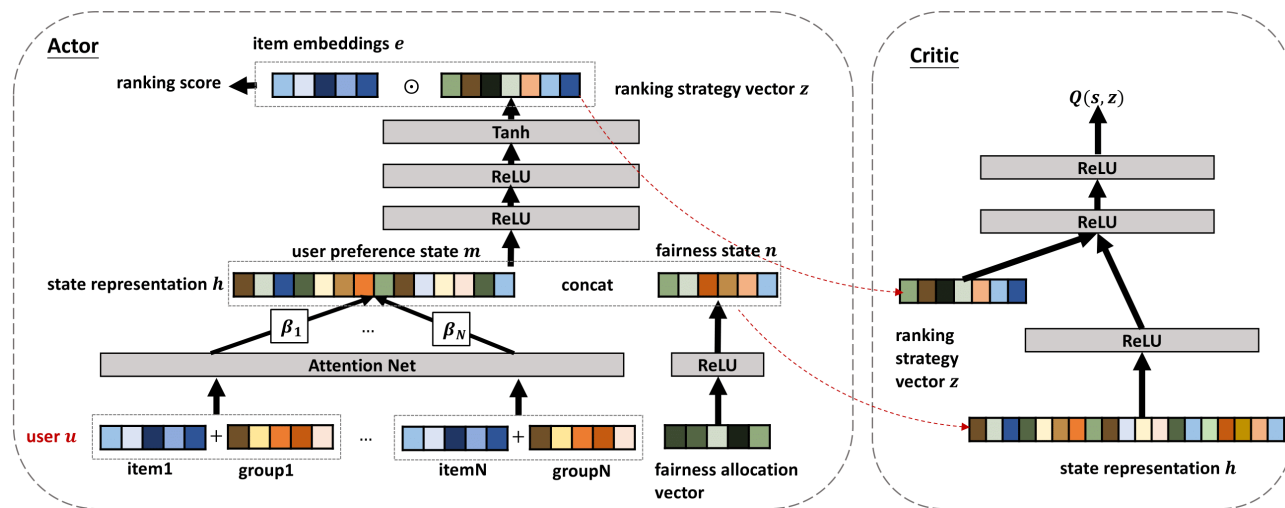 Actor
item embeddings e
ranking score
⊙
ranking strategy vector z
Tanh
ReLU
ReLU
user preference state m
fairness state n
state representation h
concat
β1
...
βN
Attention Net
ReLU
user u
+
...
+
item1
group1
itemN
groupN
fairness allocation
vector
Critic
Q(s, z)
ReLU
ReLU
ranking
strategy
vector z
ReLU
state representation h